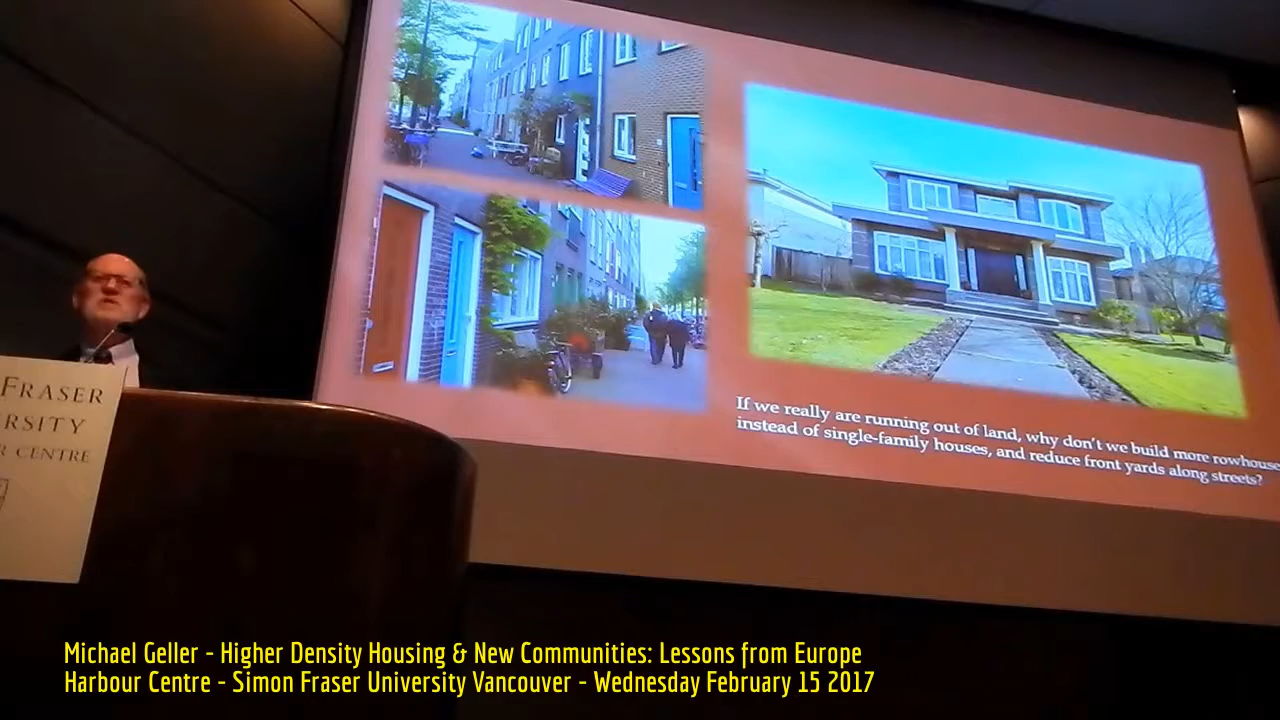 FRASER
RSITY
R CENTRE
If we really are running out of land, why don't we build more rowhouse
instead of single-family houses, and reduce front yards along streets?
Michael Geller - Higher Density Housing & New Communities: Lessons from Europe
Harbour Centre - Simon Fraser University Vancouver - Wednesday February 15 2017